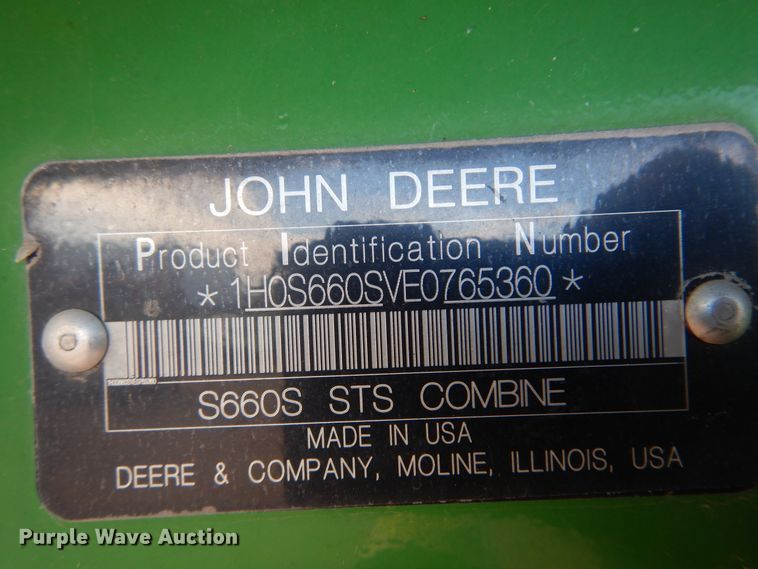 JOHN DEERE
Product Identification Number
*1H0S660SVE0765360*
S660S STS COMBINE
MADE IN USA
DEERE & COMPANY, MOLINE, ILLINOIS, USA
Purple Wave Auction